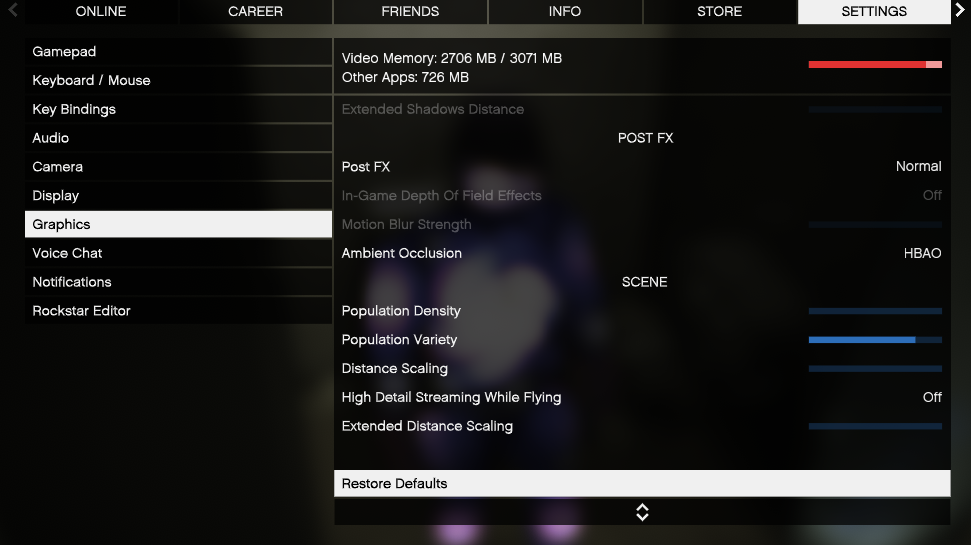 ONLINE CAREER FRIENDS INFO STORE SETTINGS
Gamepad
Keyboard / Mouse
Key Bindings
Audio
Camera
Display
Graphics
Voice Chat
Notifications
Rockstar Editor
Video Memory: 2706 MB / 3071 MB
Other Apps: 726 MB
Extended Shadows Distance
POST FX
Post FX Normal
In-Game Depth Of Field Effects Off
Motion Blur Strength
Ambient Occlusion HBAO
SCENE
Population Density
Population Variety
Distance Scaling
High Detail Streaming While Flying Off
Extended Distance Scaling
Restore Defaults